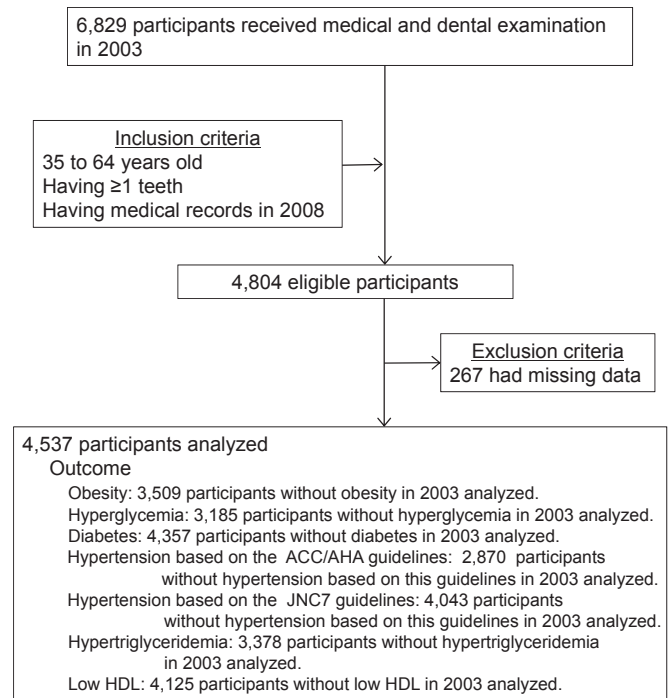 6,829 participants received medical and dental examination
in 2003
Inclusion criteria
35 to 64 years old
Having ≥1 teeth
Having medical records in 2008
4,804 eligible participants
Exclusion criteria
267 had missing data
4,537 participants analyzed
Outcome
Obesity: 3,509 participants without obesity in 2003 analyzed.
Hyperglycemia: 3,185 participants without hyperglycemia in 2003 analyzed.
Diabetes: 4,357 participants without diabetes in 2003 analyzed.
Hypertension based on the ACC/AHA guidelines: 2,870 participants
without hypertension based on this guidelines in 2003 analyzed.
Hypertension based on the JNC7 guidelines: 4,043 participants
without hypertension based on this guidelines in 2003 analyzed.
Hypertriglyceridemia: 3,378 participants without hypertriglyceridemia
in 2003 analyzed.
Low HDL: 4,125 participants without low HDL in 2003 analyzed.